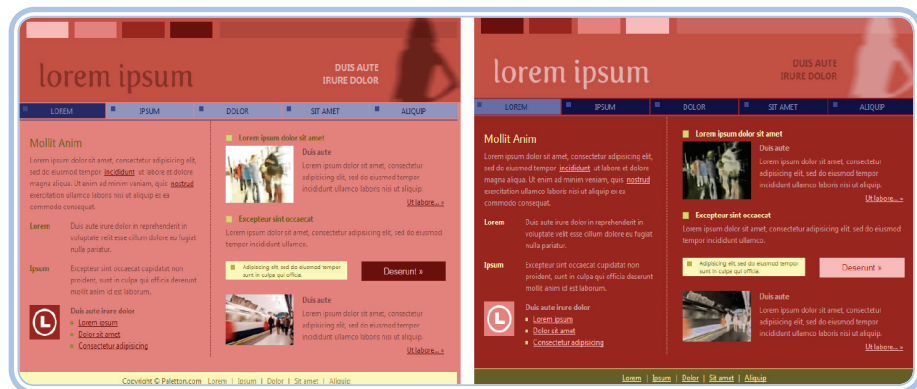 lorem ipsum
DUIS AUTE
IRURE DOLOR
LOREM
IPSUM
DOLOR
SIT AMET
ALIQUIP
Mollit Anim
Lorem ipsum dolor sit amet, consectetur adipisicing elit,
sed do eiusmod tempor incididunt ut labore et dolore
magna aliqua. Ut enim ad minim veniam, quis nostrud
exercitation ullamco laboris nisi ut aliquip ex ea
commodo consequat.
Lorem
Duis aute irure dolor in reprehenderit in
voluptate velit esse cillum dolore eu fugiat
nulla pariatur.
Ipsum
Excepteur sint occaecat cupidatat non
proident, sunt in culpa qui officia deserunt
mollit anim id est laborum.
L
Duis aute irure dolor
Lorem ipsum
Dolor sit amet
Consectetur adipisicing
Lorem ipsum dolor sit amet
Duis aute
Lorem ipsum dolor sit amet, consectetur
adipisicing elit, sed do eiusmod tempor
incididunt ut labore et dolore
Ut labore... »
Excepteur sint occaecat
Lorem ipsum dolor sit amet, consectetur adipisicing elit, sed do eiusmod
tempor incididunt ullamco.
Adipisicing elit, sed do eiusmod tempor
sunt in culpa qui officia.
Deserunt »
Duis aute
Lorem ipsum dolor sit amet, consectetur
adipisicing elit, sed do eiusmod tempor
incididunt ullamco laboris nisi ut aliquip.
Ut labore... »
Copyright © Paletton.com Lorem | Ipsum | Dolor | Sit amet | Aliquip
lorem ipsum
DUIS AUTE
IRURE DOLOR
LOREM
IPSUM
DOLOR
SIT AMET
ALIQUIP
Mollit Anim
Lorem ipsum dolor sit amet, consectetur adipisicing elit,
sed do eiusmod tempor incididunt ut labore et dolore
magna aliqua. Ut enim ad minim veniam, quis nostrud
exercitation ullamco laboris nisi ut aliquip ex ea
commodo consequat.
Lorem
Duis aute irure dolor in reprehenderit in
voluptate velit esse cillum dolore eu fugiat
nulla pariatur.
Ipsum
Excepteur sint occaecat cupidatat non
proident, sunt in culpa qui officia deserunt
mollit anim id est laborum.
L
Duis aute irure dolor
Lorem ipsum
Dolor sit amet
Consectetur adipisicing
Lorem ipsum dolor sit amet
Duis aute
Lorem ipsum dolor sit amet, consectetur
adipisicing elit, sed do eiusmod tempor
incididunt ullamco laboris nisi ut aliquip.
Ut labore... »
Excepteur sint occaecat
Lorem ipsum dolor sit amet, consectetur adipisicing elit, sed do eiusmod
tempor incididunt ullamco.
Adipisicing elit, sed do eiusmod tempor
sunt in culpa qui officia.
Deserunt »
Duis aute
Lorem ipsum dolor sit amet, consectetur
adipisicing elit, sed do eiusmod tempor
incididunt ullamco laboris nisi ut aliquip.
Ut labore... »
Lorem | Ipsum | Dolor | Sit amet | Aliquip